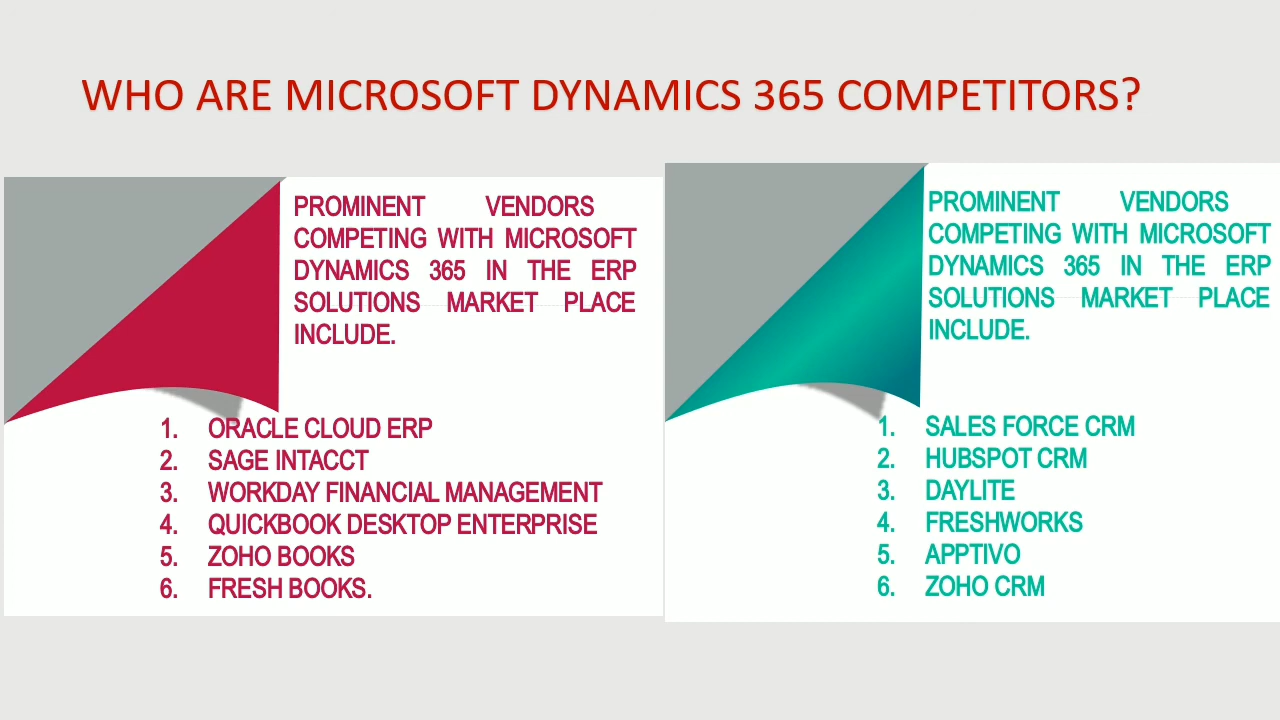 WHO ARE MICROSOFT DYNAMICS 365 COMPETITORS?
PROMINENT VENDORS
COMPETING WITH MICROSOFT
DYNAMICS 365 IN THE ERP
SOLUTIONS MARKET PLACE
INCLUDE.
1. ORACLE CLOUD ERP
2. SAGE INTACCT
3. WORKDAY FINANCIAL MANAGEMENT
4. QUICKBOOK DESKTOP ENTERPRISE
5. ZOHO BOOKS
6. FRESH BOOKS.
PROMINENT VENDORS
COMPETING WITH MICROSOFT
DYNAMICS 365 IN THE ERP
SOLUTIONS MARKET PLACE
INCLUDE.
1. SALES FORCE CRM
2. HUBSPOT CRM
3. DAYLITE
4. FRESHWORKS
5. APPTIVO
6. ZOHO CRM